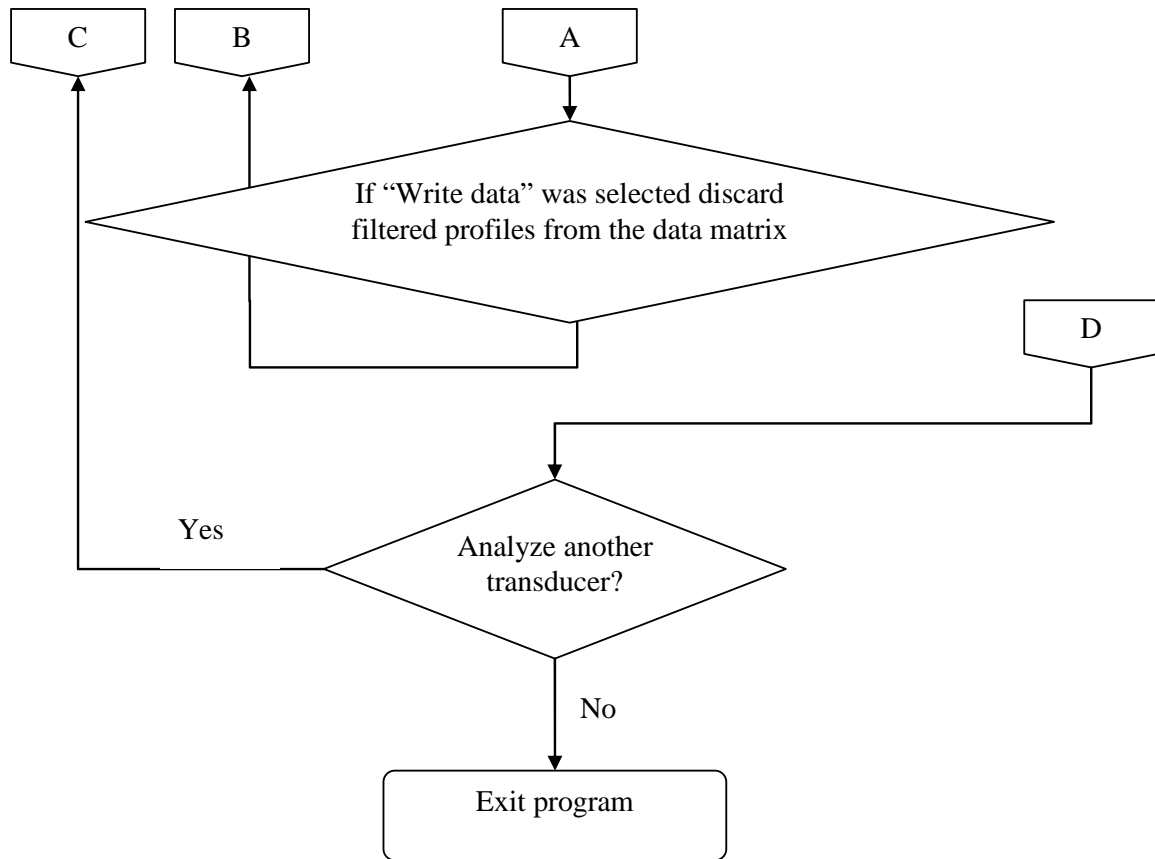 C
B
A
If “Write data” was selected discard
filtered profiles from the data matrix
D
Yes
Analyze another
transducer?
No
Exit program